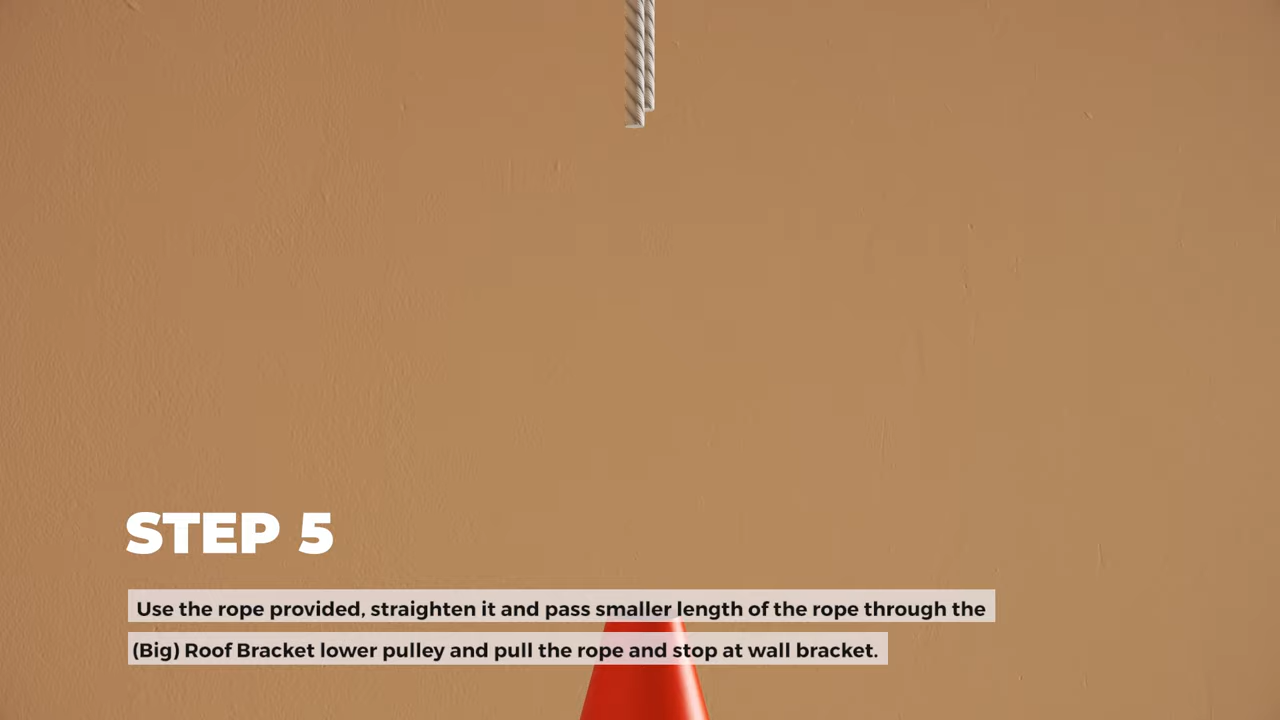 STEP 5
Use the rope provided, straighten it and pass smaller length of the rope through the
(Big) Roof Bracket lower pulley and pull the rope and stop at wall bracket.